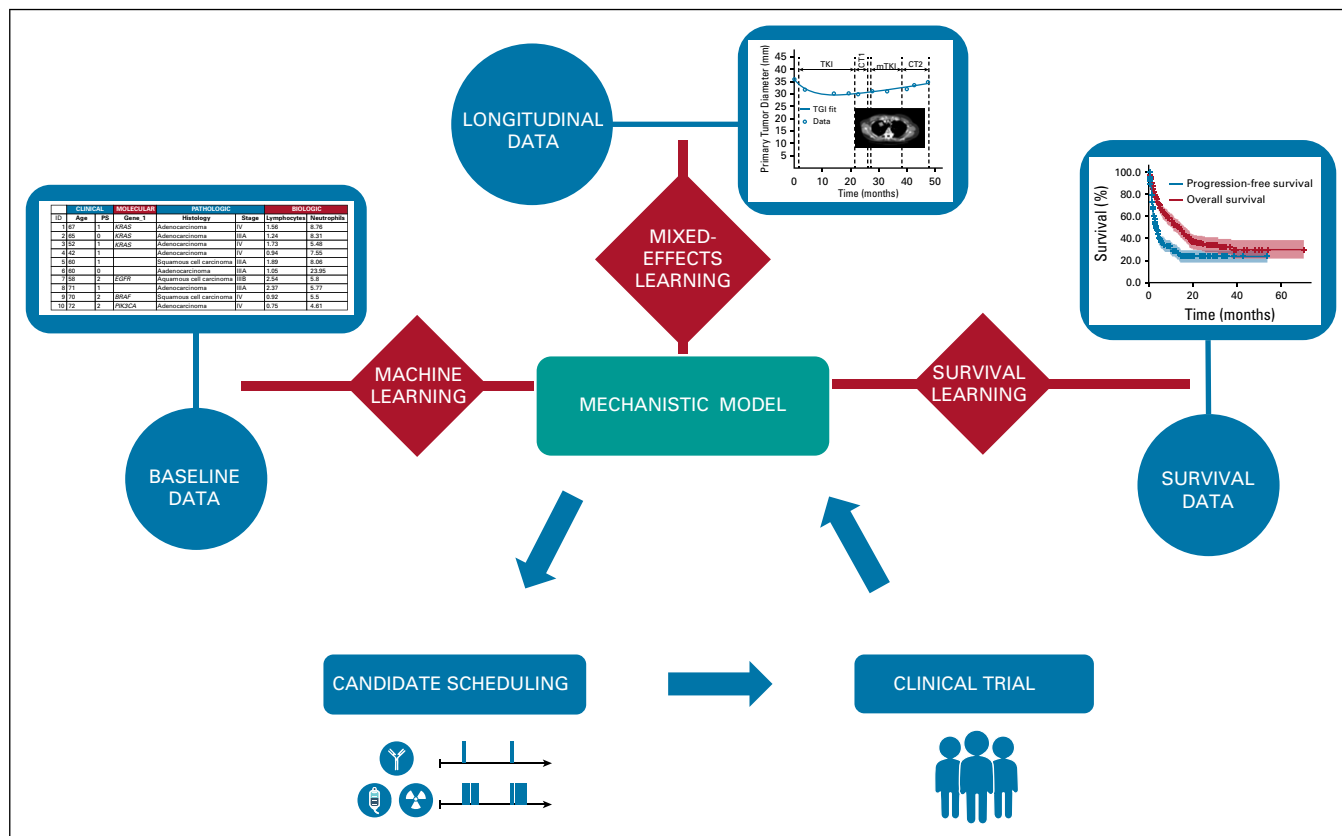 LONGITUDINAL
DATA
Primary Tumor Diameter (mm)
45
40
35
30
25
20
15
10
5
TKI
CT1
mTKI
CT2
TGI fit
Data
0 10 20 30 40 50
Time (months)
CLINICAL MOLECULAR PATHOLOGIC BIOLOGIC
ID Age PS Gene_1 Histology Stage Lymphocytes Neutrophils
1 67 1 KRAS Adenocarcinoma IV 1.56 8.76
2 65 0 KRAS Adenocarcinoma IIIA 1.24 8.31
3 52 1 KRAS Adenocarcinoma IV 1.73 5.48
4 42 1 Adenocarcinoma IV 0.94 7.55
5 60 1 Squamous cell carcinoma IIIA 1.89 8.06
6 60 0 Aadenocarcinoma IIIA 1.05 23.95
7 58 2 EGFR Aquamous cell carcinoma IIIB 2.54 5.8
8 71 1 Adenocarcinoma IIIA 2.37 5.77
9 70 2 BRAF Squamous cell carcinoma IV 0.92 5.5
10 72 2 PIK3CA Adenocarcinoma IV 0.75 4.61
Survival (%)
100.0
80.0
60.0
40.0
20.0
Progression-free survival
Overall survival
0 20 40 60
Time (months)
MIXED-
EFFECTS
LEARNING
MACHINE
LEARNING
MECHANISTIC MODEL
SURVIVAL
LEARNING
BASELINE
DATA
SURVIVAL
DATA
CANDIDATE SCHEDULING
CLINICAL TRIAL